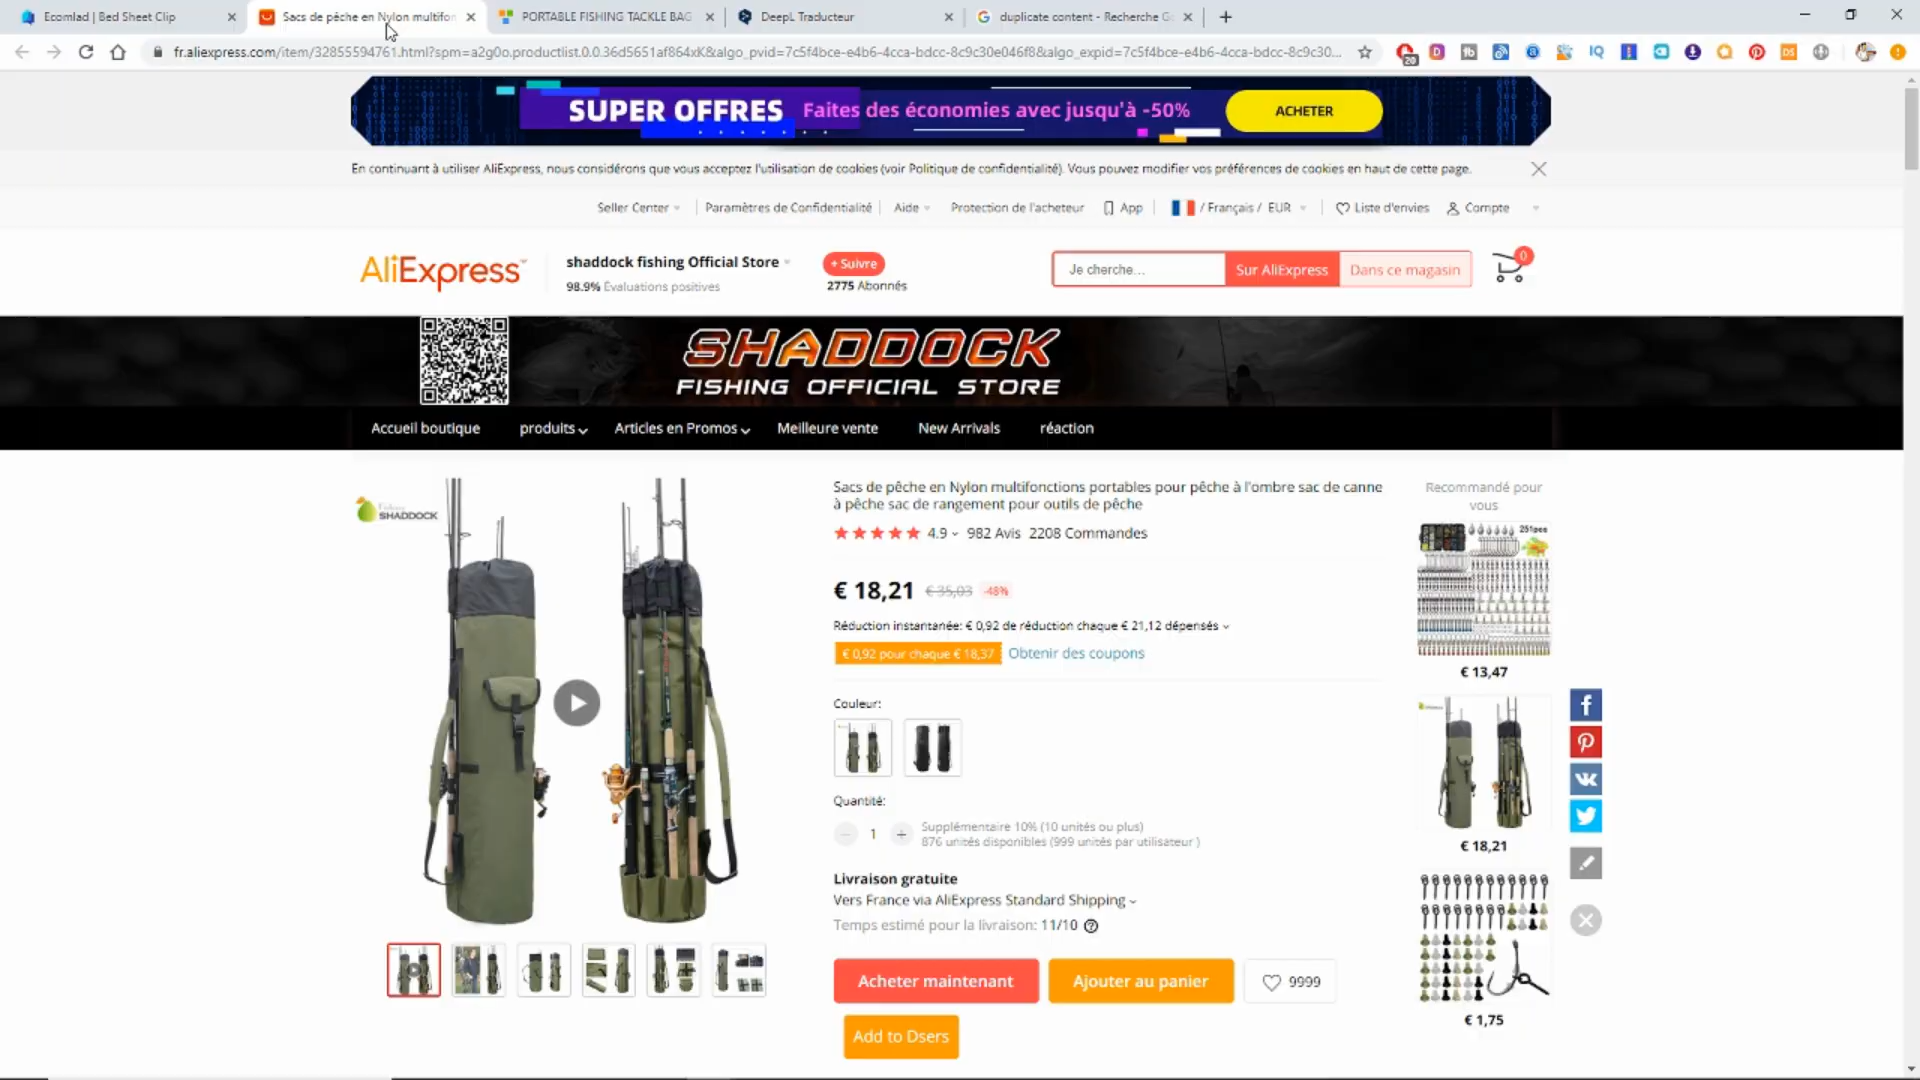 Ecomlad | Bed Sheet Clip
Sacs de pêche en Nylon multifon
PORTABLE FISHING TACKLE BAG
DeepL Traducteur
duplicate content - Recherche G
fr.aliexpress.com/item/32855594761.html?spm=a2g0o.productlist.0.0.36d5651af864xK&algo_pvid=7c5f4bce-e4b6-4cca-bdcc-8c9c30e046f8&algo_expid=7c5f4bce-e4b6-4cca-bdcc-8c9c30...
20
SUPER OFFRES Faites des économies avec jusqu'à -50% ACHETER
En continuant à utiliser AliExpress, nous considérons que vous acceptez l'utilisation de cookies (voir Politique de confidentialité). Vous pouvez modifier vos préférences de cookies en haut de cette page.
Seller Center Paramètres de Confidentialité Aide Protection de l'acheteur App / Français / EUR Liste d'envies Compte
AliExpress
shaddock fishing Official Store
98.9% Évaluations positives
+ Suivre
2775 Abonnés
Je cherche... Sur AliExpress Dans ce magasin
0
SHADDOCK
FISHING OFFICIAL STORE
Accueil boutique produits Articles en Promos Meilleure vente New Arrivals réaction
SHADDOCK
Sacs de pêche en Nylon multifonctions portables pour pêche à l'ombre sac de canne
à pêche sac de rangement pour outils de pêche
4.9 982 Avis 2208 Commandes
€ 18,21 € 35,03 -48%
Réduction instantanée: € 0,92 de réduction chaque € 21,12 dépensés
€ 0,92 pour chaque € 18,37 Obtenir des coupons
Couleur:
Quantité:
1
Supplémentaire 10% (10 unités ou plus)
876 unités disponibles (999 unités par utilisateur )
Livraison gratuite
Vers France via AliExpress Standard Shipping
Temps estimé pour la livraison: 11/10
Acheter maintenant Ajouter au panier 9999
Add to Dsers
Recommandé pour
vous
251pcs
€ 13,47
€ 18,21
€ 1,75